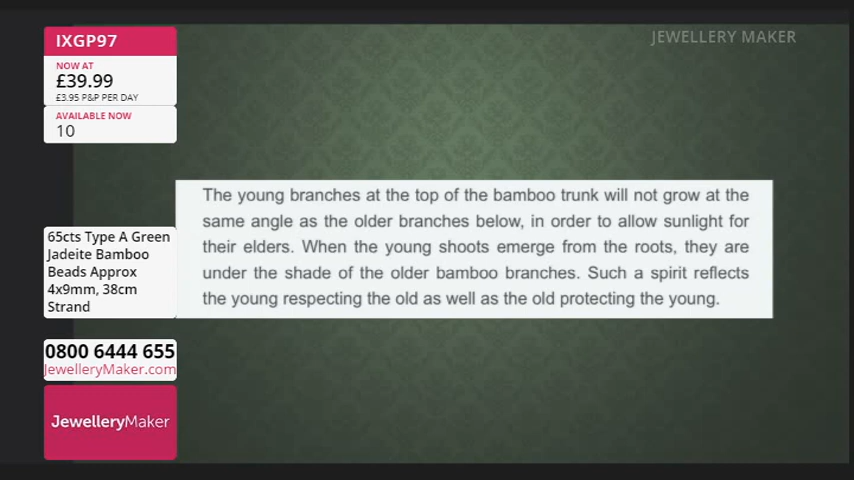 IXGP97
NOW AT
£39.99
£3.95 P&P PER DAY
AVAILABLE NOW
10
JEWELLERY MAKER
The young branches at the top of the bamboo trunk will not grow at the
same angle as the older branches below, in order to allow sunlight for
their elders. When the young shoots emerge from the roots, they are
under the shade of the older bamboo branches. Such a spirit reflects
the young respecting the old as well as the old protecting the young.
65cts Type A Green
Jadeite Bamboo
Beads Approx
4x9mm, 38cm
Strand
0800 6444 655
JewelleryMaker.com
JewelleryMaker